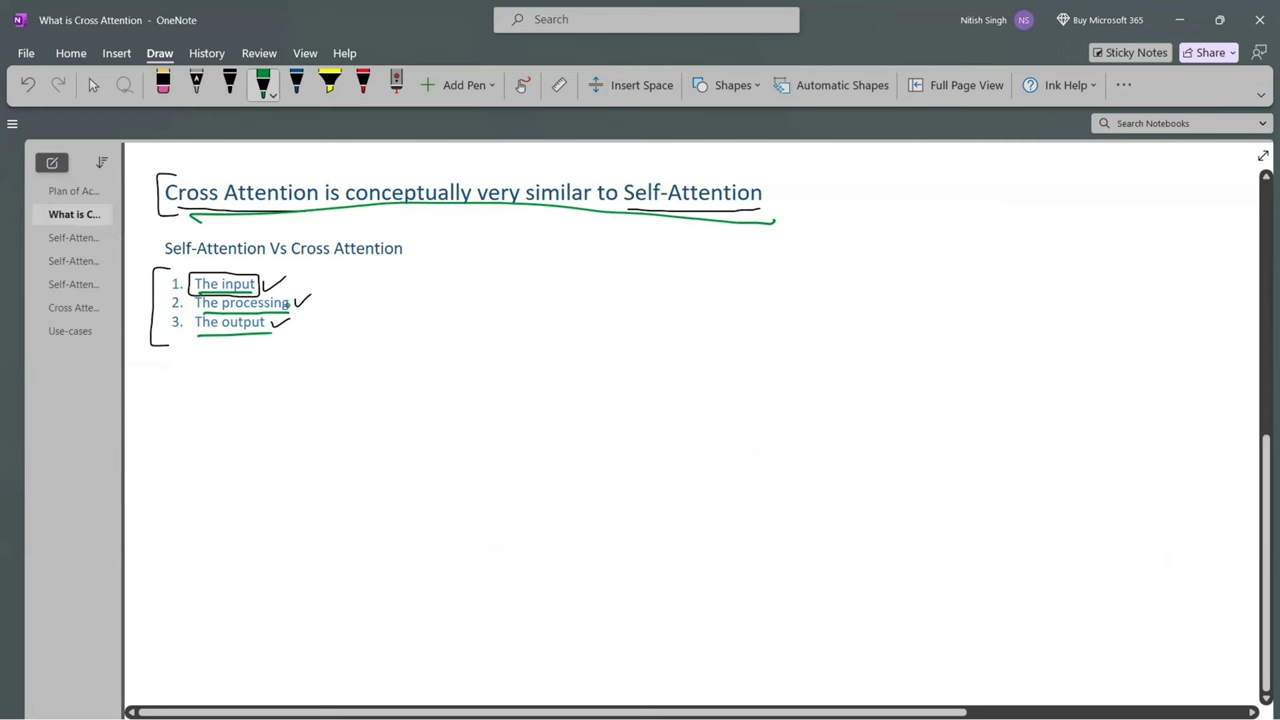 What is Cross Attention - OneNote
Search
Nitish Singh NS
Buy Microsoft 365
File Home Insert Draw History Review View Help
Sticky Notes
Share
Add Pen
Insert Space
Shapes
Automatic Shapes
Full Page View
Ink Help
Search Notebooks
Plan of Ac...
What is C...
Self-Atten...
Self-Atten...
Self-Atten...
Cross Atte...
Use-cases
Cross Attention is conceptually very similar to Self-Attention
Self-Attention Vs Cross Attention
1. The input
2. The processing
3. The output